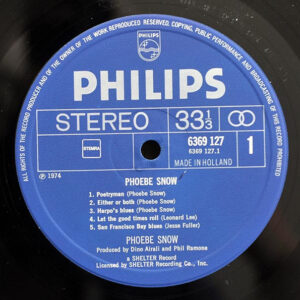 ALL RIGHTS OF THE RECORD PRODUCER AND OF THE OWNER OF THE WORK REPRODUCED RESERVED. COPYING, PUBLIC PERFORMANCE AND BROADCASTING OF THIS RECORD PROHIBITED
PHILIPS
PHILIPS
STEREO 33⅓
STEMRA
6369 127
6369 127.1
MADE IN HOLLAND
1
℗ 1974
PHOEBE SNOW
1. Poetryman (Phoebe Snow)
2. Either or both (Phoebe Snow)
3. Harpo's blues (Phoebe Snow)
4. Let the good times roll (Leonard Lee)
5. San Francisco Bay blues (Jesse Fuller)
PHOEBE SNOW
Produced by Dino Airali and Phil Ramone
a SHELTER Record
Licensed by SHELTER Recording Co., Inc.